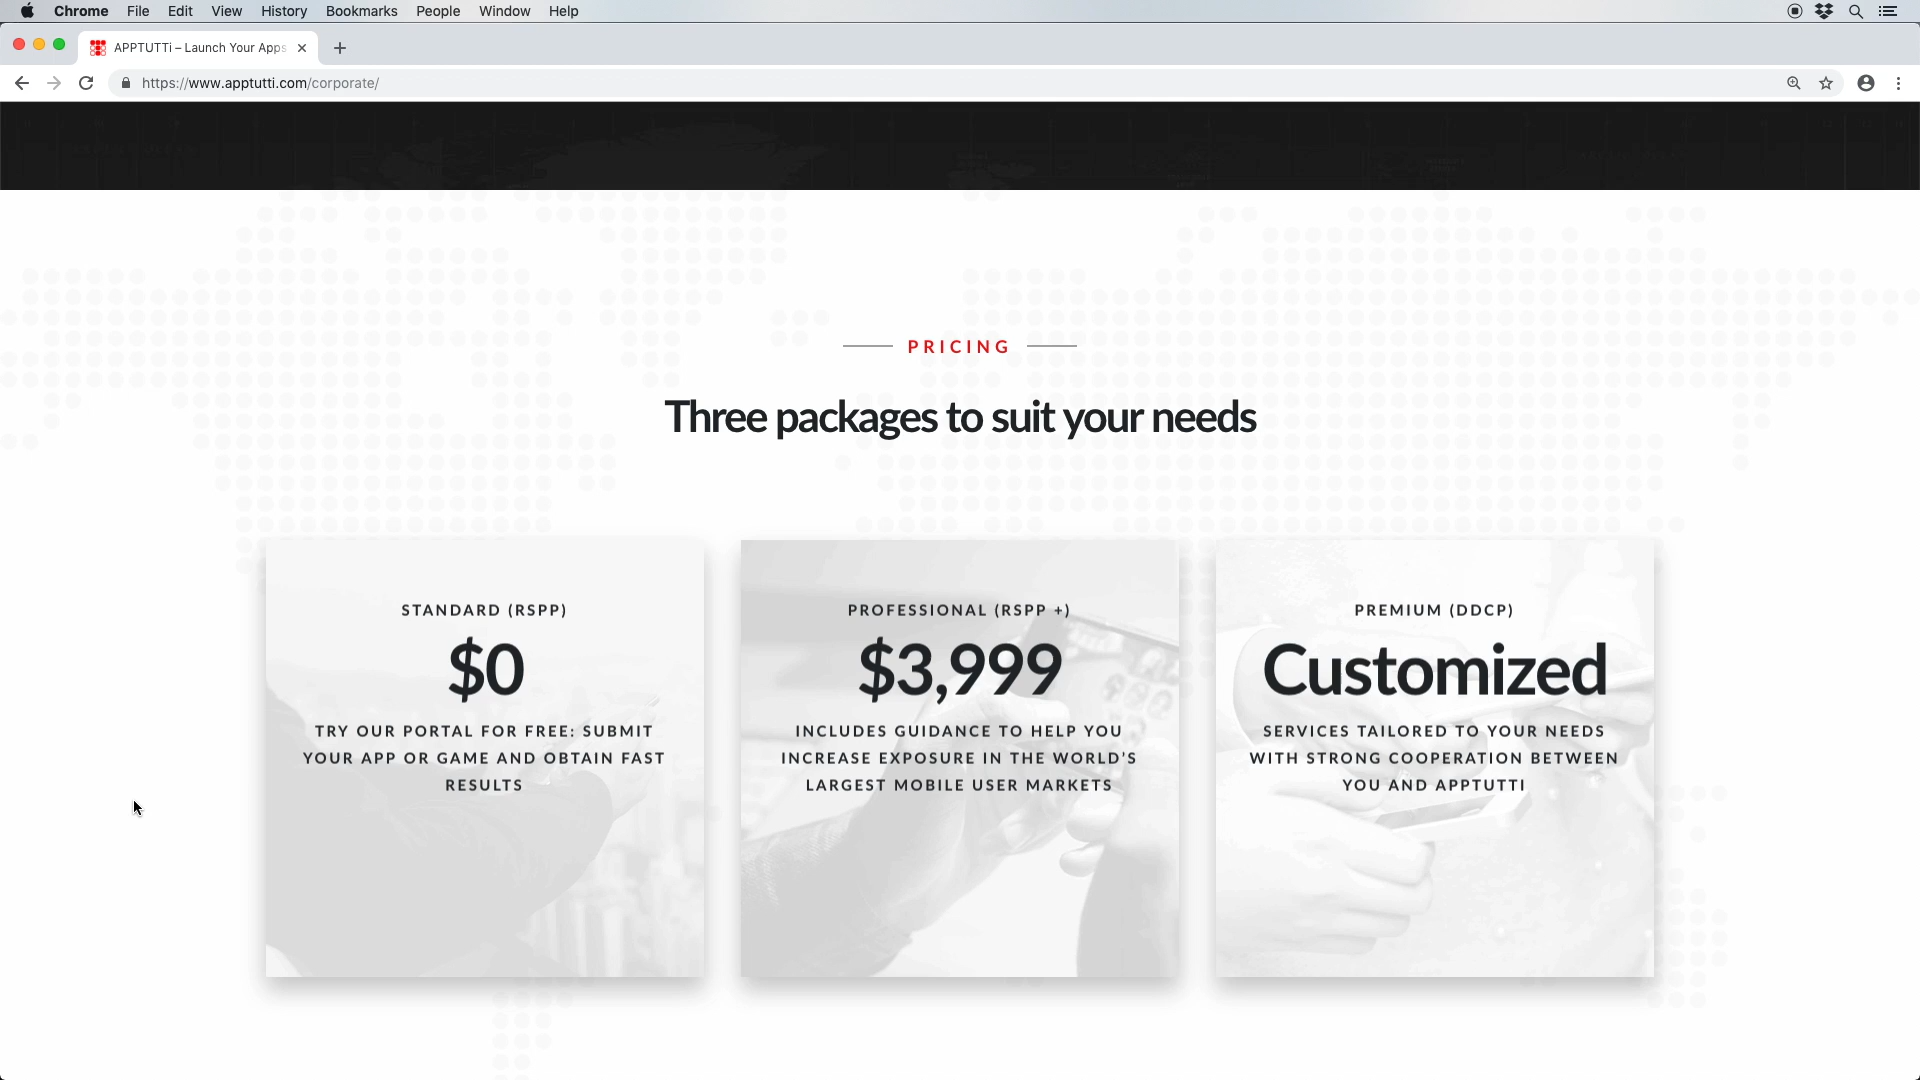 Chrome File Edit View History Bookmarks People Window Help
APPTUTTi – Launch Your Apps
https://www.apptutti.com/corporate/
PRICING
Three packages to suit your needs
STANDARD (RSPP)
$0
TRY OUR PORTAL FOR FREE: SUBMIT
YOUR APP OR GAME AND OBTAIN FAST
RESULTS
PROFESSIONAL (RSPP +)
$3,999
INCLUDES GUIDANCE TO HELP YOU
INCREASE EXPOSURE IN THE WORLD’S
LARGEST MOBILE USER MARKETS
PREMIUM (DDCP)
Customized
SERVICES TAILORED TO YOUR NEEDS
WITH STRONG COOPERATION BETWEEN
YOU AND APPTUTTI